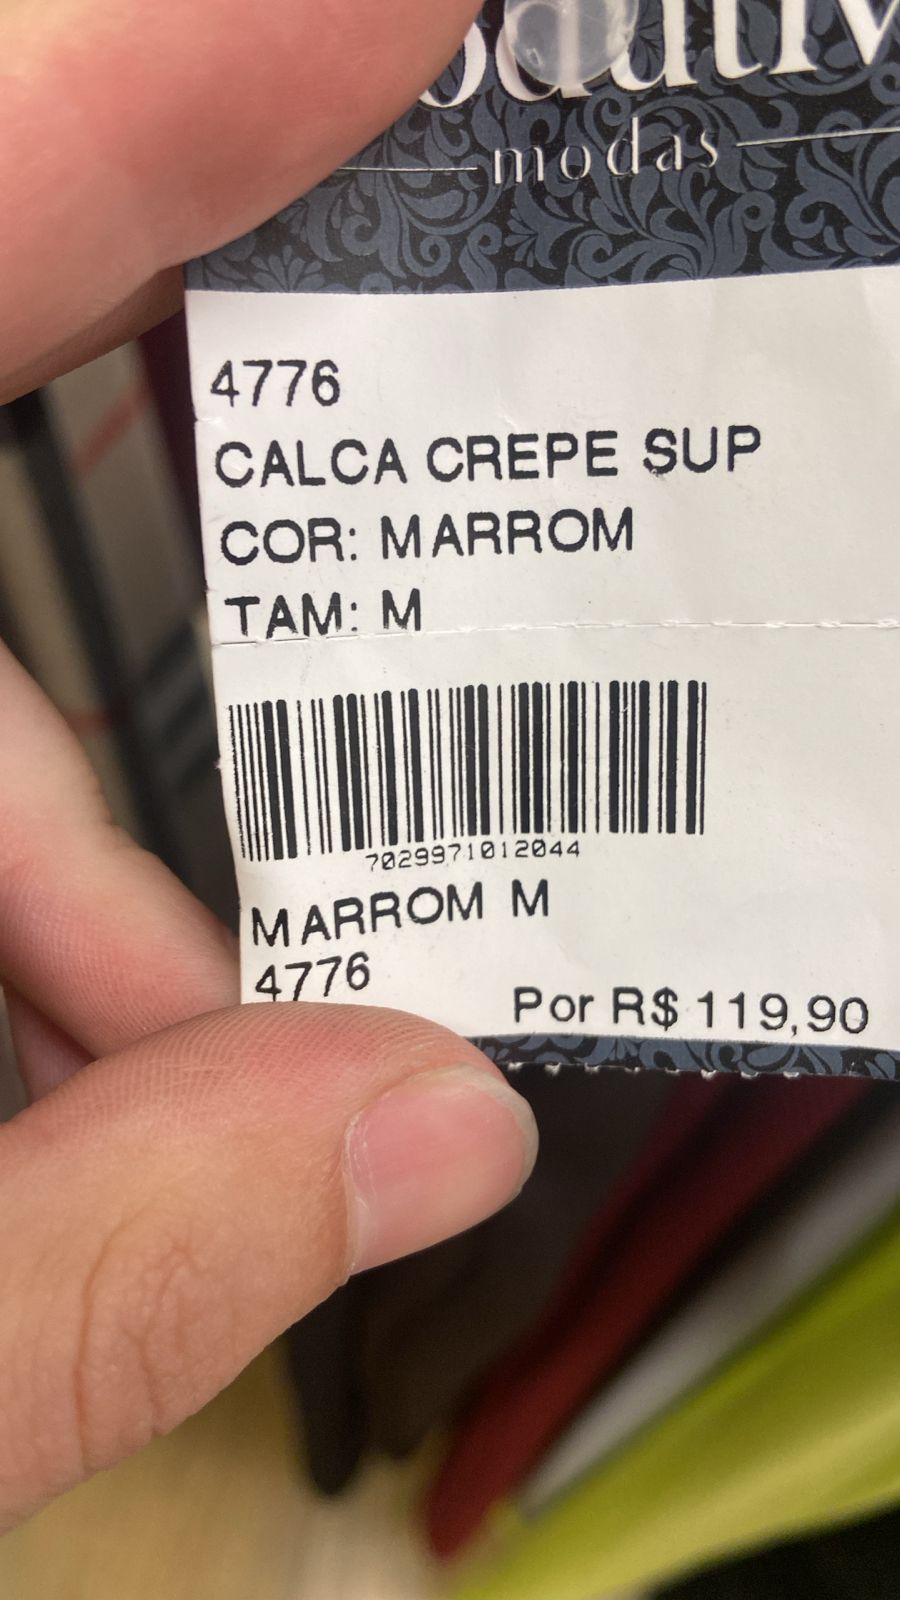 modas
4776
CALCA CREPE SUP
COR: MARROM
TAM: M
7029971012044
MARROM M
4776
Por R$ 119,90